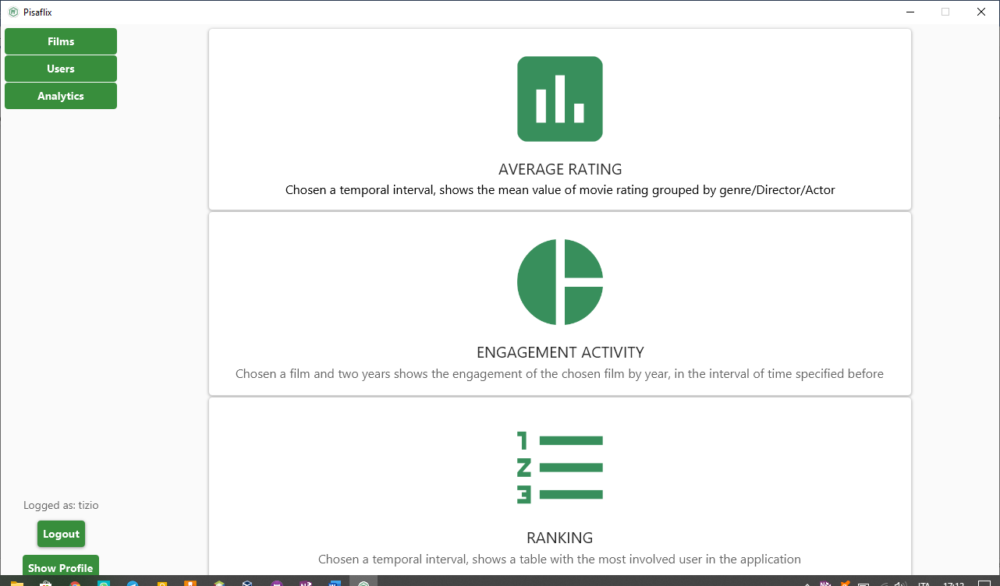 Pisaflix
Films
Users
Analytics
AVERAGE RATING
Chosen a temporal interval, shows the mean value of movie rating grouped by genre/Director/Actor
ENGAGEMENT ACTIVITY
Chosen a film and two years shows the engagement of the chosen film by year, in the interval of time specified before
1
2
3
RANKING
Chosen a temporal interval, shows a table with the most involved user in the application
Logged as: tizio
Logout
Show Profile
ITA
17:12